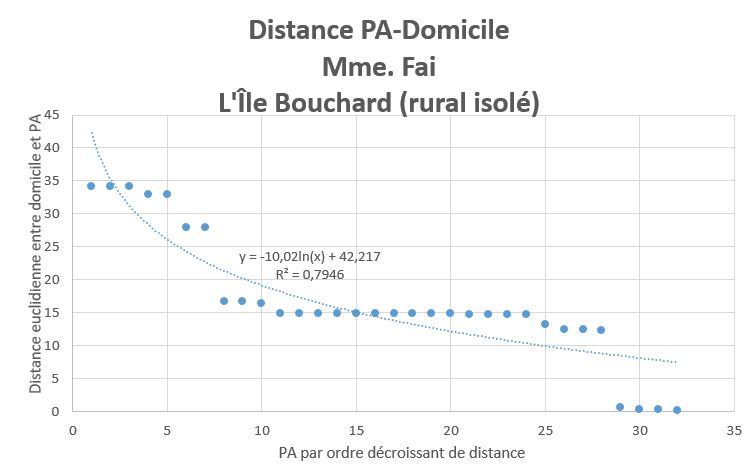 Distance PA-Domicile
Mme. Fai
L'Île Bouchard (rural isolé)
Distance euclidienne entre domicile et PA
45
40
35
30
25
20
15
10
5
0
y = -10,02ln(x) + 42,217
R² = 0,7946
0 5 10 15 20 25 30 35
PA par ordre décroissant de distance